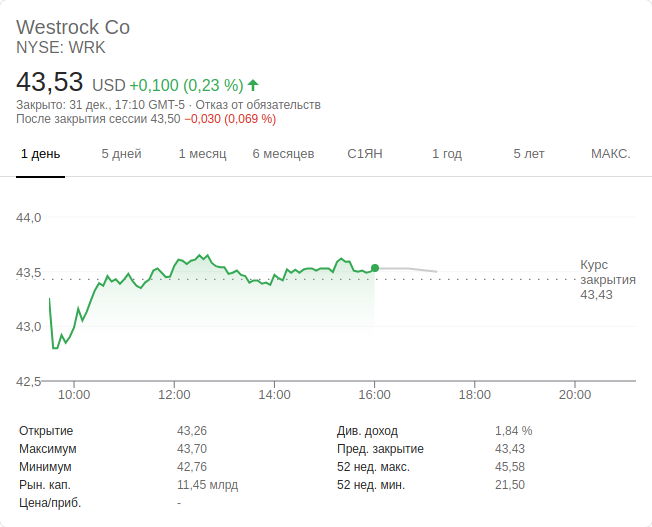 Westrock Co
NYSE: WRK
43,53 USD +0,100 (0,23 %)
Закрыто: 31 дек., 17:10 GMT-5 · Отказ от обязательств
После закрытия сессии 43,50 −0,030 (0,069 %)
1 день 5 дней 1 месяц 6 месяцев С1ЯН 1 год 5 лет МАКС.
44,0
43,5
43,0
42,5
Курс
закрытия
43,43
10:00 12:00 14:00 16:00 18:00 20:00
Открытие 43,26 Див. доход 1,84 %
Максимум 43,70 Пред. закрытие 43,43
Минимум 42,76 52 нед. макс. 45,58
Рын. кап. 11,45 млрд 52 нед. мин. 21,50
Цена/приб. -